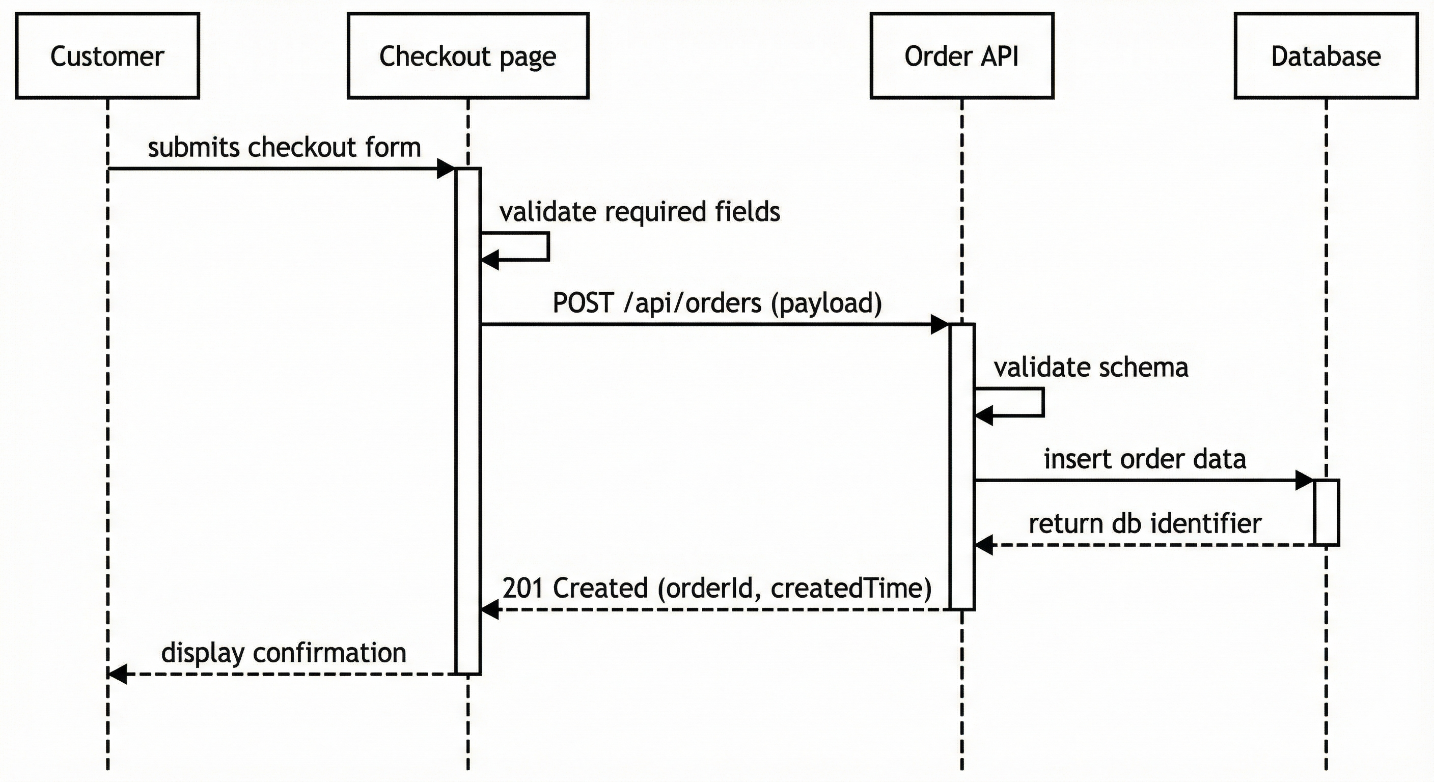 Customer
Checkout page
Order API
Database
submits checkout form
validate required fields
POST /api/orders (payload)
validate schema
insert order data
return db identifier
201 Created (orderId, createdTime)
display confirmation